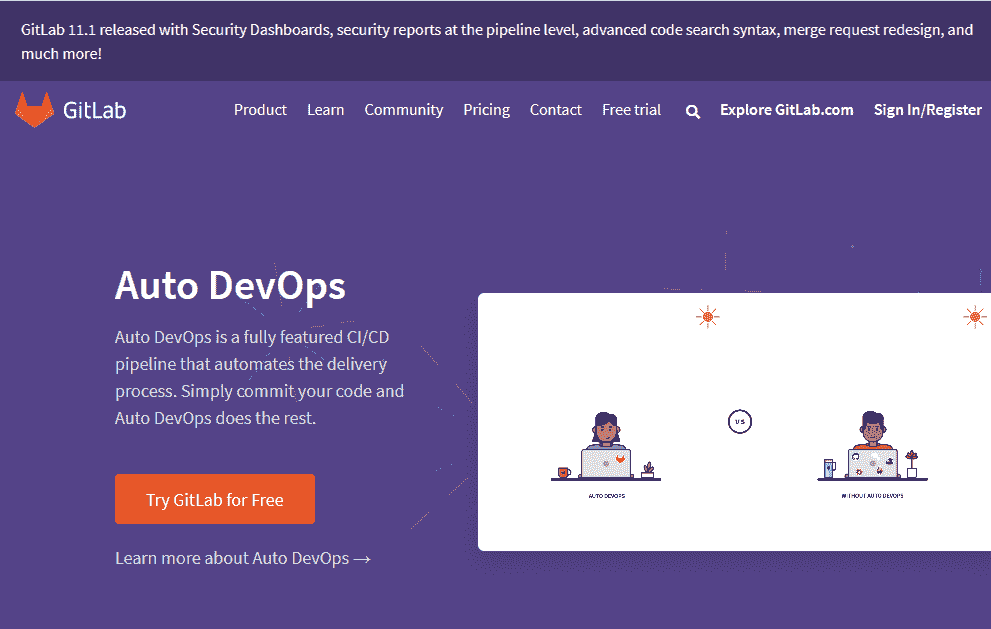 GitLab 11.1 released with Security Dashboards, security reports at the pipeline level, advanced code search syntax, merge request redesign, and
much more!
GitLab Product Learn Community Pricing Contact Free trial Explore GitLab.com Sign In/Register
Auto DevOps
Auto DevOps is a fully featured CI/CD
pipeline that automates the delivery
process. Simply commit your code and
Auto DevOps does the rest.
VS
AUTO DEVOPS
WITHOUT AUTO DEVOPS
Try GitLab for Free
Learn more about Auto DevOps →